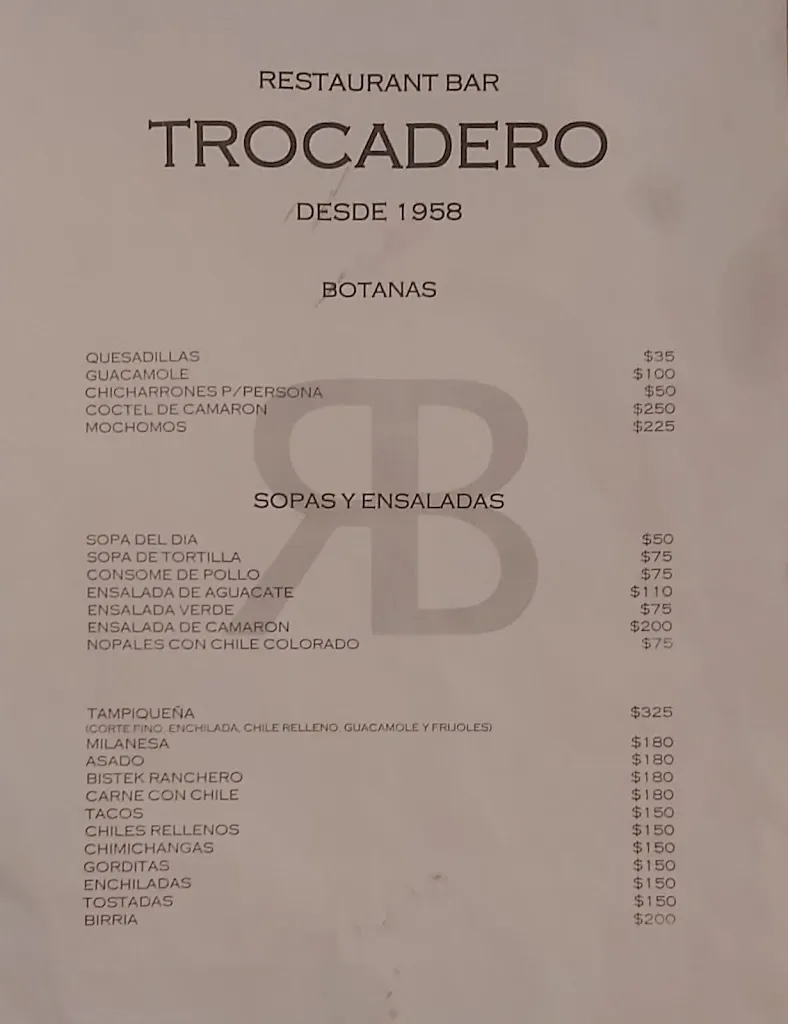 RESTAURANT BAR
TROCADERO
DESDE 1958
BOTANAS
QUESADILLAS $35
GUACAMOLE $100
CHICHARRONES P/PERSONA $50
COCTEL DE CAMARON $250
MOCHOMOS $225
SOPAS Y ENSALADAS
SOPA DEL DIA $50
SOPA DE TORTILLA $75
CONSOME DE POLLO $75
ENSALADA DE AGUACATE $110
ENSALADA VERDE $75
ENSALADA DE CAMARON $200
NOPALES CON CHILE COLORADO $75
TAMPIQUEÑA $325
(CORTE FINO, ENCHILADA, CHILE RELLENO, GUACAMOLE Y FRIJOLES)
MILANESA $180
ASADO $180
BISTEK RANCHERO $180
CARNE CON CHILE $180
TACOS $150
CHILES RELLENOS $150
CHIMICHANGAS $150
GORDITAS $150
ENCHILADAS $150
TOSTADAS $150
BIRRIA $200
RB